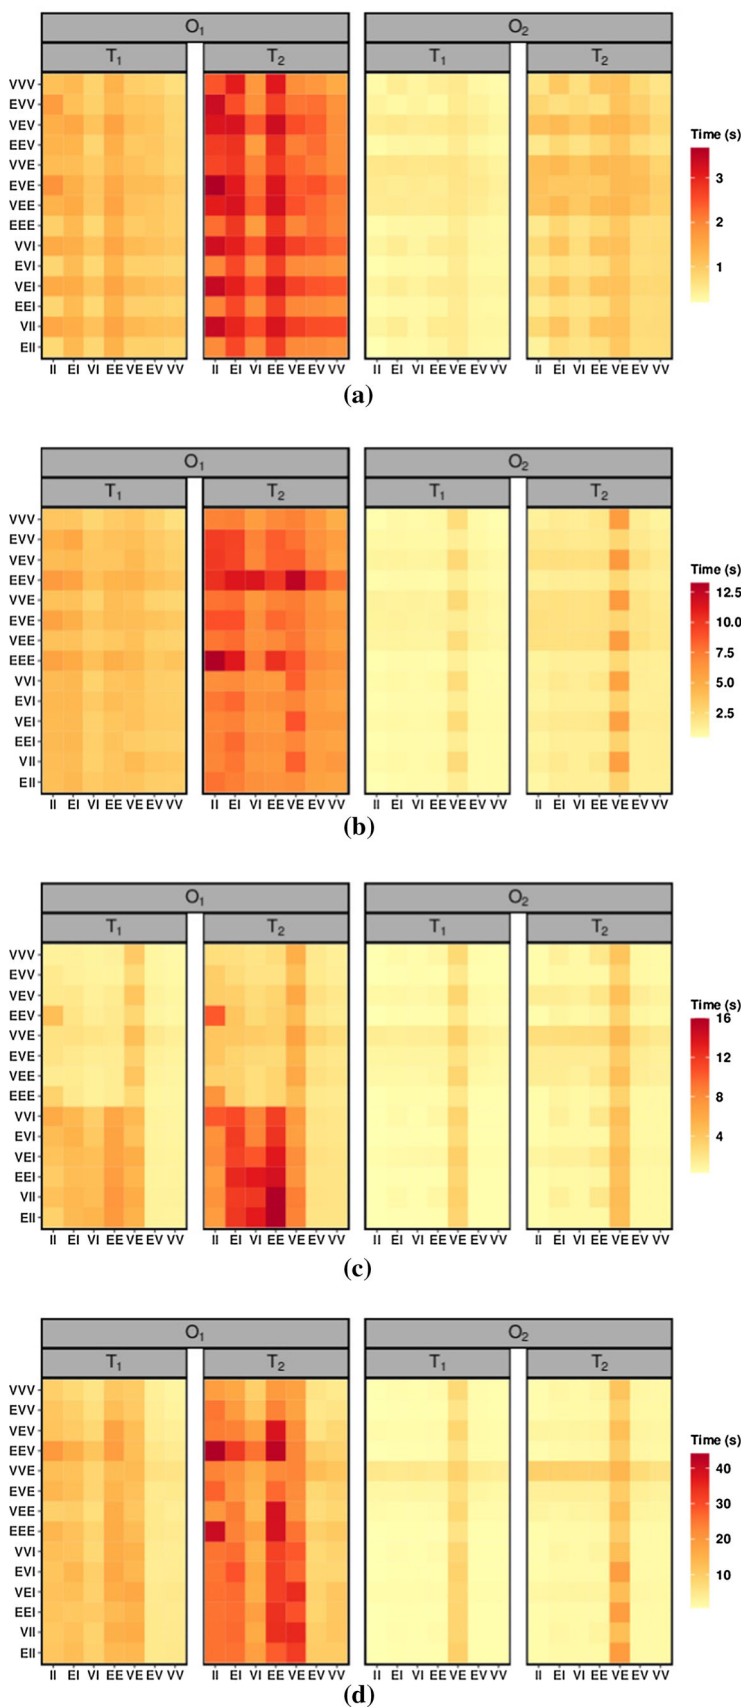 O1 O2
T1 T2 T1 T2
VVV
EVV
VEV
EEV
VVE
EVE
VEE
EEE
VVI
EVI
VEI
EEI
VII
EII
Time (s)
3
2
1
II EI VI EE VE EV VV II EI VI EE VE EV VV II EI VI EE VE EV VV II EI VI EE VE EV VV
(a)
O1 O2
T1 T2 T1 T2
VVV
EVV
VEV
EEV
VVE
EVE
VEE
EEE
VVI
EVI
VEI
EEI
VII
EII
Time (s)
12.5
10.0
7.5
5.0
2.5
II EI VI EE VE EV VV II EI VI EE VE EV VV II EI VI EE VE EV VV II EI VI EE VE EV VV
(b)
O1 O2
T1 T2 T1 T2
VVV
EVV
VEV
EEV
VVE
EVE
VEE
EEE
VVI
EVI
VEI
EEI
VII
EII
Time (s)
16
12
8
4
II EI VI EE VE EV VV II EI VI EE VE EV VV II EI VI EE VE EV VV II EI VI EE VE EV VV
(c)
O1 O2
T1 T2 T1 T2
VVV
EVV
VEV
EEV
VVE
EVE
VEE
EEE
VVI
EVI
VEI
EEI
VII
EII
Time (s)
40
30
20
10
II EI VI EE VE EV VV II EI VI EE VE EV VV II EI VI EE VE EV VV II EI VI EE VE EV VV
(d)